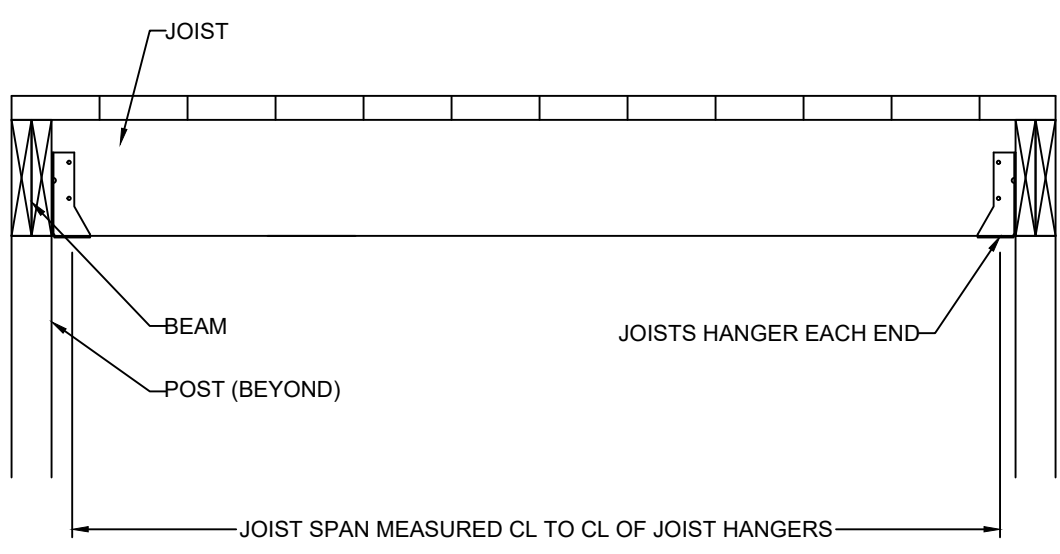 JOIST
BEAM
JOISTS HANGER EACH END
POST (BEYOND)
JOIST SPAN MEASURED CL TO CL OF JOIST HANGERS